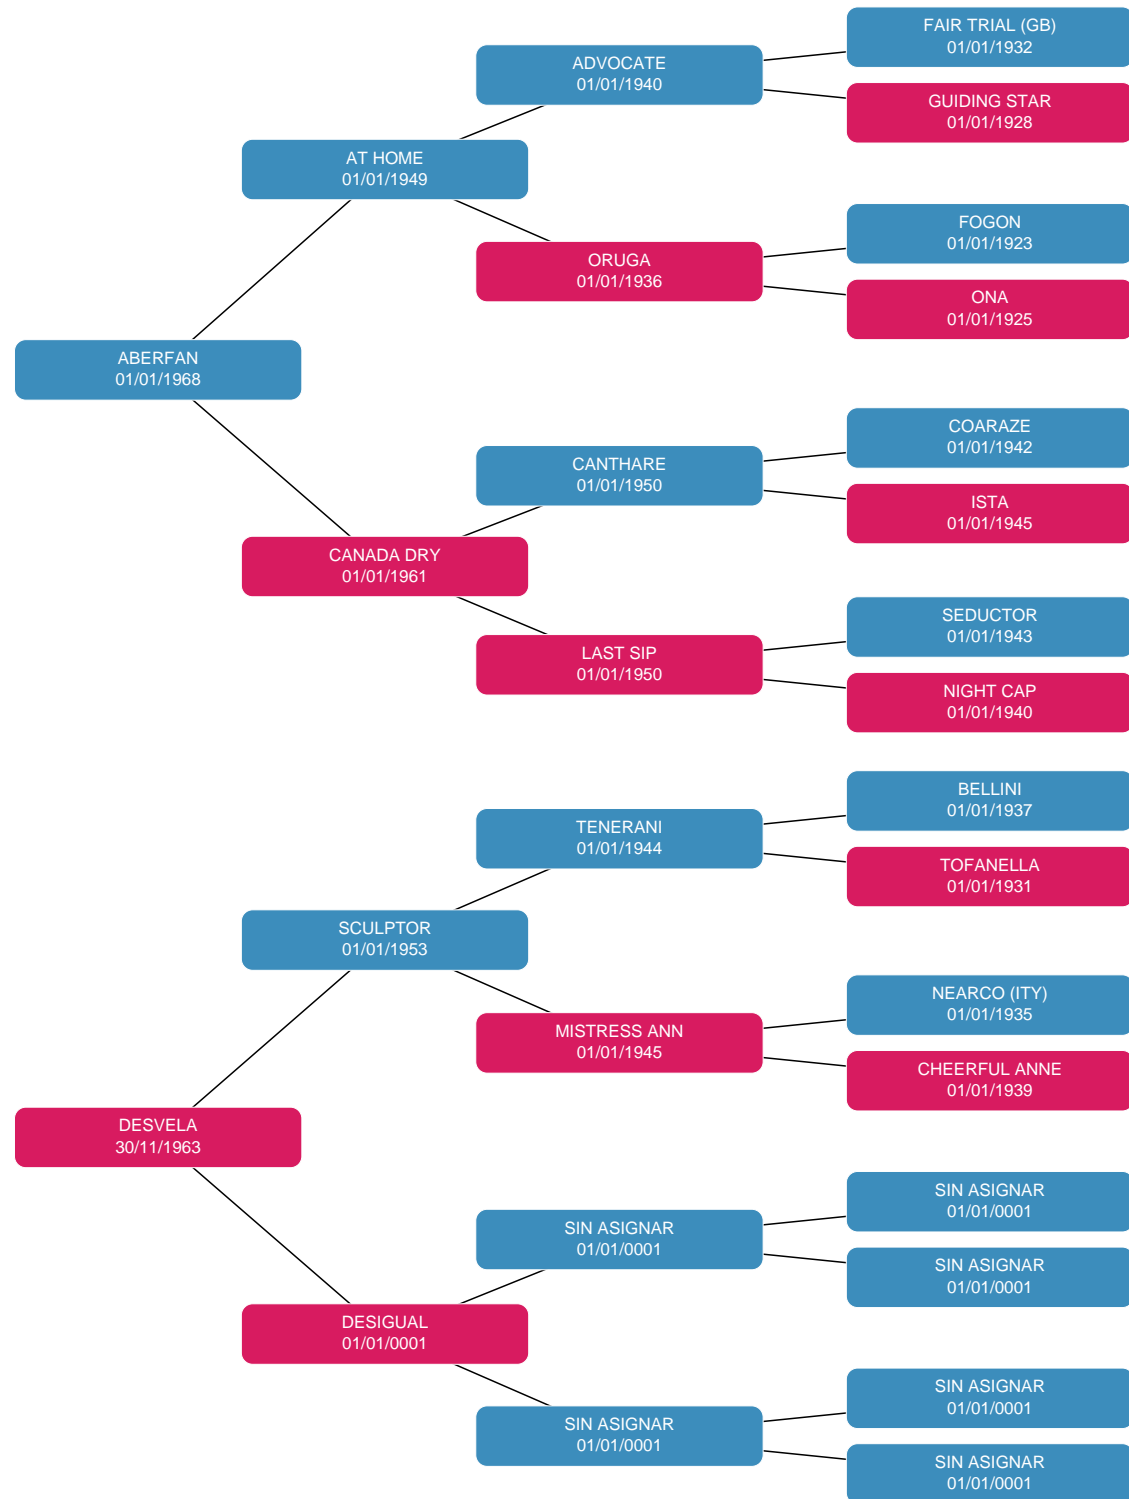 FAIR TRIAL (GB)
01/01/1932
ADVOCATE
01/01/1940
GUIDING STAR
01/01/1928
AT HOME
01/01/1949
FOGON
01/01/1923
ORUGA
01/01/1936
ONA
01/01/1925
ABERFAN
01/01/1968
COARAZE
01/01/1942
CANTHARE
01/01/1950
ISTA
01/01/1945
CANADA DRY
01/01/1961
SEDUCTOR
01/01/1943
LAST SIP
01/01/1950
NIGHT CAP
01/01/1940
BELLINI
01/01/1937
TENERANI
01/01/1944
TOFANELLA
01/01/1931
SCULPTOR
01/01/1953
NEARCO (ITY)
01/01/1935
MISTRESS ANN
01/01/1945
CHEERFUL ANNE
01/01/1939
DESVELA
30/11/1963
SIN ASIGNAR
01/01/0001
SIN ASIGNAR
01/01/0001
SIN ASIGNAR
01/01/0001
DESIGUAL
01/01/0001
SIN ASIGNAR
01/01/0001
SIN ASIGNAR
01/01/0001
SIN ASIGNAR
01/01/0001